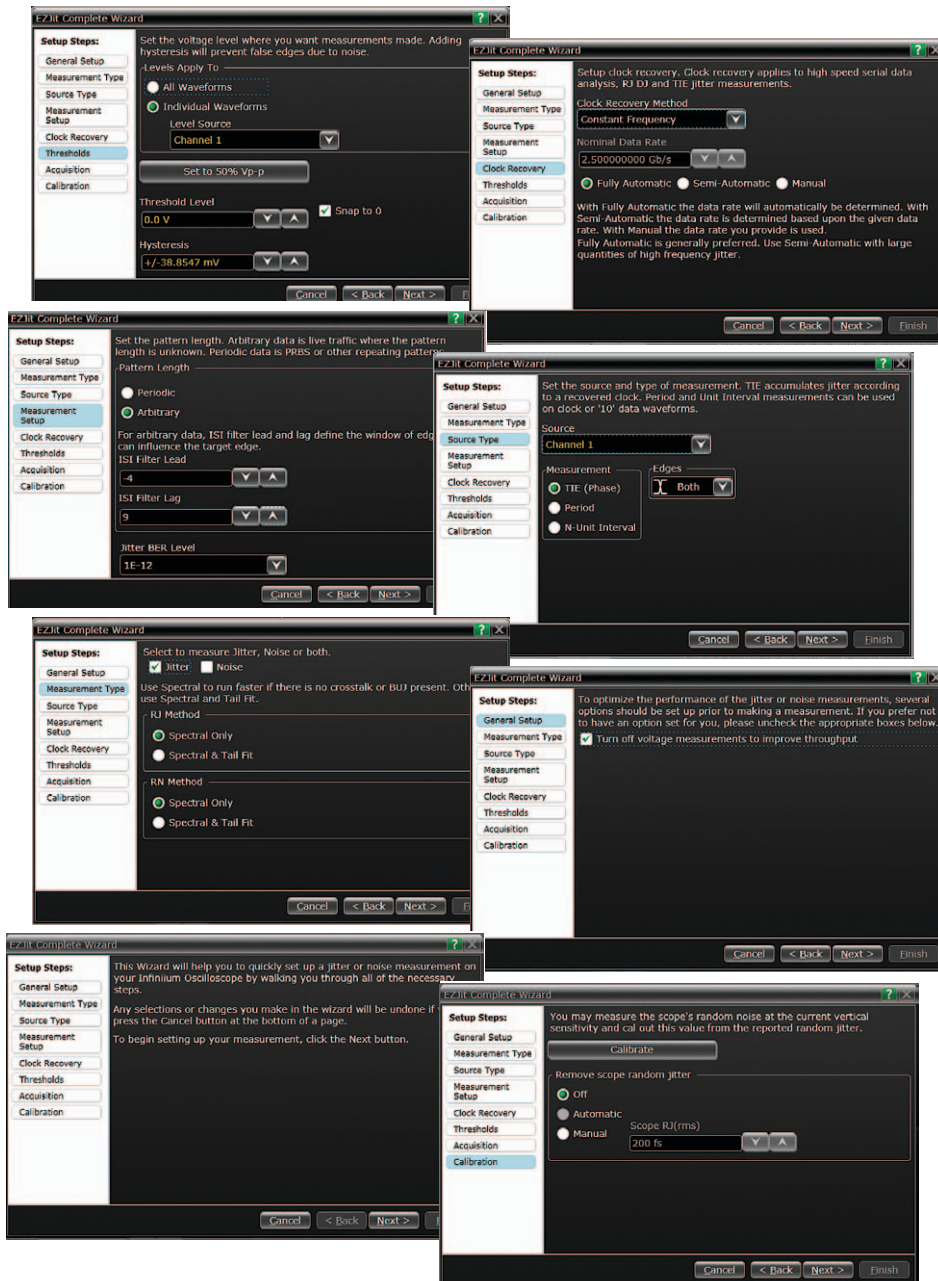 EZJit Complete Wizard
Setup Steps:
General Setup
Measurement Type
Source Type
Measurement
Setup
Clock Recovery
Thresholds
Acquisition
Calibration
Set the voltage level where you want measurements made. Adding
hysteresis will prevent false edges due to noise.
Levels Apply To
All Waveforms
Individual Waveforms
Level Source
Channel 1
Set to 50% Vp-p
Threshold Level
0.0 V
Snap to 0
Hysteresis
+/-38.8547 mV
Cancel
< Back
Next >
EZJit Complete Wizard
Setup Steps:
General Setup
Measurement Type
Source Type
Measurement
Setup
Clock Recovery
Thresholds
Acquisition
Calibration
Setup clock recovery. Clock recovery applies to high speed serial data
analysis, RJ DJ and TIE jitter measurements.
Clock Recovery Method
Constant Frequency
Nominal Data Rate
2.500000000 Gb/s
Fully Automatic
Semi-Automatic
Manual
With Fully Automatic the data rate will automatically be determined. With
Semi-Automatic the data rate is determined based upon the given data
rate. With Manual the data rate you provide is used.
Fully Automatic is generally preferred. Use Semi-Automatic with large
quantities of high frequency jitter.
Cancel
< Back
Next >
Finish
EZJit Complete Wizard
Setup Steps:
General Setup
Measurement Type
Source Type
Measurement
Setup
Clock Recovery
Thresholds
Acquisition
Calibration
Set the pattern length. Arbitrary data is live traffic where the pattern
length is unknown. Periodic data is PRBS or other repeating patterns.
Pattern Length
Periodic
Arbitrary
For arbitrary data, ISI filter lead and lag define the window of
can influence the target edge.
ISI Filter Lead
-4
ISI Filter Lag
9
Jitter BER Level
1E-12
Cancel
< Back
Next >
EZJit Complete Wizard
Setup Steps:
General Setup
Measurement Type
Source Type
Measurement
Setup
Clock Recovery
Thresholds
Acquisition
Calibration
Set the source and type of measurement. TIE accumulates jitter according
to a recovered clock. Period and Unit Interval measurements can be used
on clock or '10' data waveforms.
Source
Channel 1
Measurement
TIE (Phase)
Period
N-Unit Interval
Edges
Both
Cancel
< Back
Next >
Finish
EZJit Complete Wizard
Setup Steps:
General Setup
Measurement Type
Source Type
Measurement
Setup
Clock Recovery
Thresholds
Acquisition
Calibration
Select to measure Jitter, Noise or both.
Jitter
Noise
Use Spectral to run faster if there is no crosstalk or BUJ present.
use Spectral and Tail Fit.
RJ Method
Spectral Only
Spectral & Tail Fit
RN Method
Spectral Only
Spectral & Tail Fit
Cancel
< Back
Next >
EZJit Complete Wizard
Setup Steps:
General Setup
Measurement Type
Source Type
Measurement
Setup
Clock Recovery
Thresholds
Acquisition
Calibration
To optimize the performance of the jitter or noise measurements, several
options should be set up prior to making a measurement. If you prefer not
to have an option set for you, please uncheck the appropriate boxes below.
Turn off voltage measurements to improve throughput
Cancel
< Back
Next >
Finish
EZJit Complete Wizard
Setup Steps:
General Setup
Measurement Type
Source Type
Measurement
Setup
Clock Recovery
Thresholds
Acquisition
Calibration
This Wizard will help you to quickly set up a jitter or noise measurement on
your Infiniium Oscilloscope by walking you through all of the necessary
steps.
Any selections or changes you make in the wizard will be undone if
press the Cancel button at the bottom of a page.
To begin setting up your measurement, click the Next button.
Cancel
< Back
Next >
EZJit Complete Wizard
Setup Steps:
General Setup
Measurement Type
Source Type
Measurement
Setup
Clock Recovery
Thresholds
Acquisition
Calibration
You may measure the scope's random noise at the current vertical
sensitivity and cal out this value from the reported random jitter.
Calibrate
Remove scope random jitter
Off
Automatic
Manual
Scope RJ(rms)
200 fs
Cancel
< Back
Next >
Finish